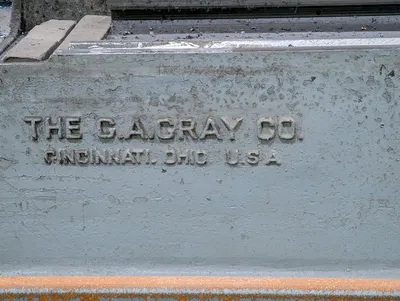 THE G.A.GRAY CO.
CINCINNATI. OHIO U.S.A